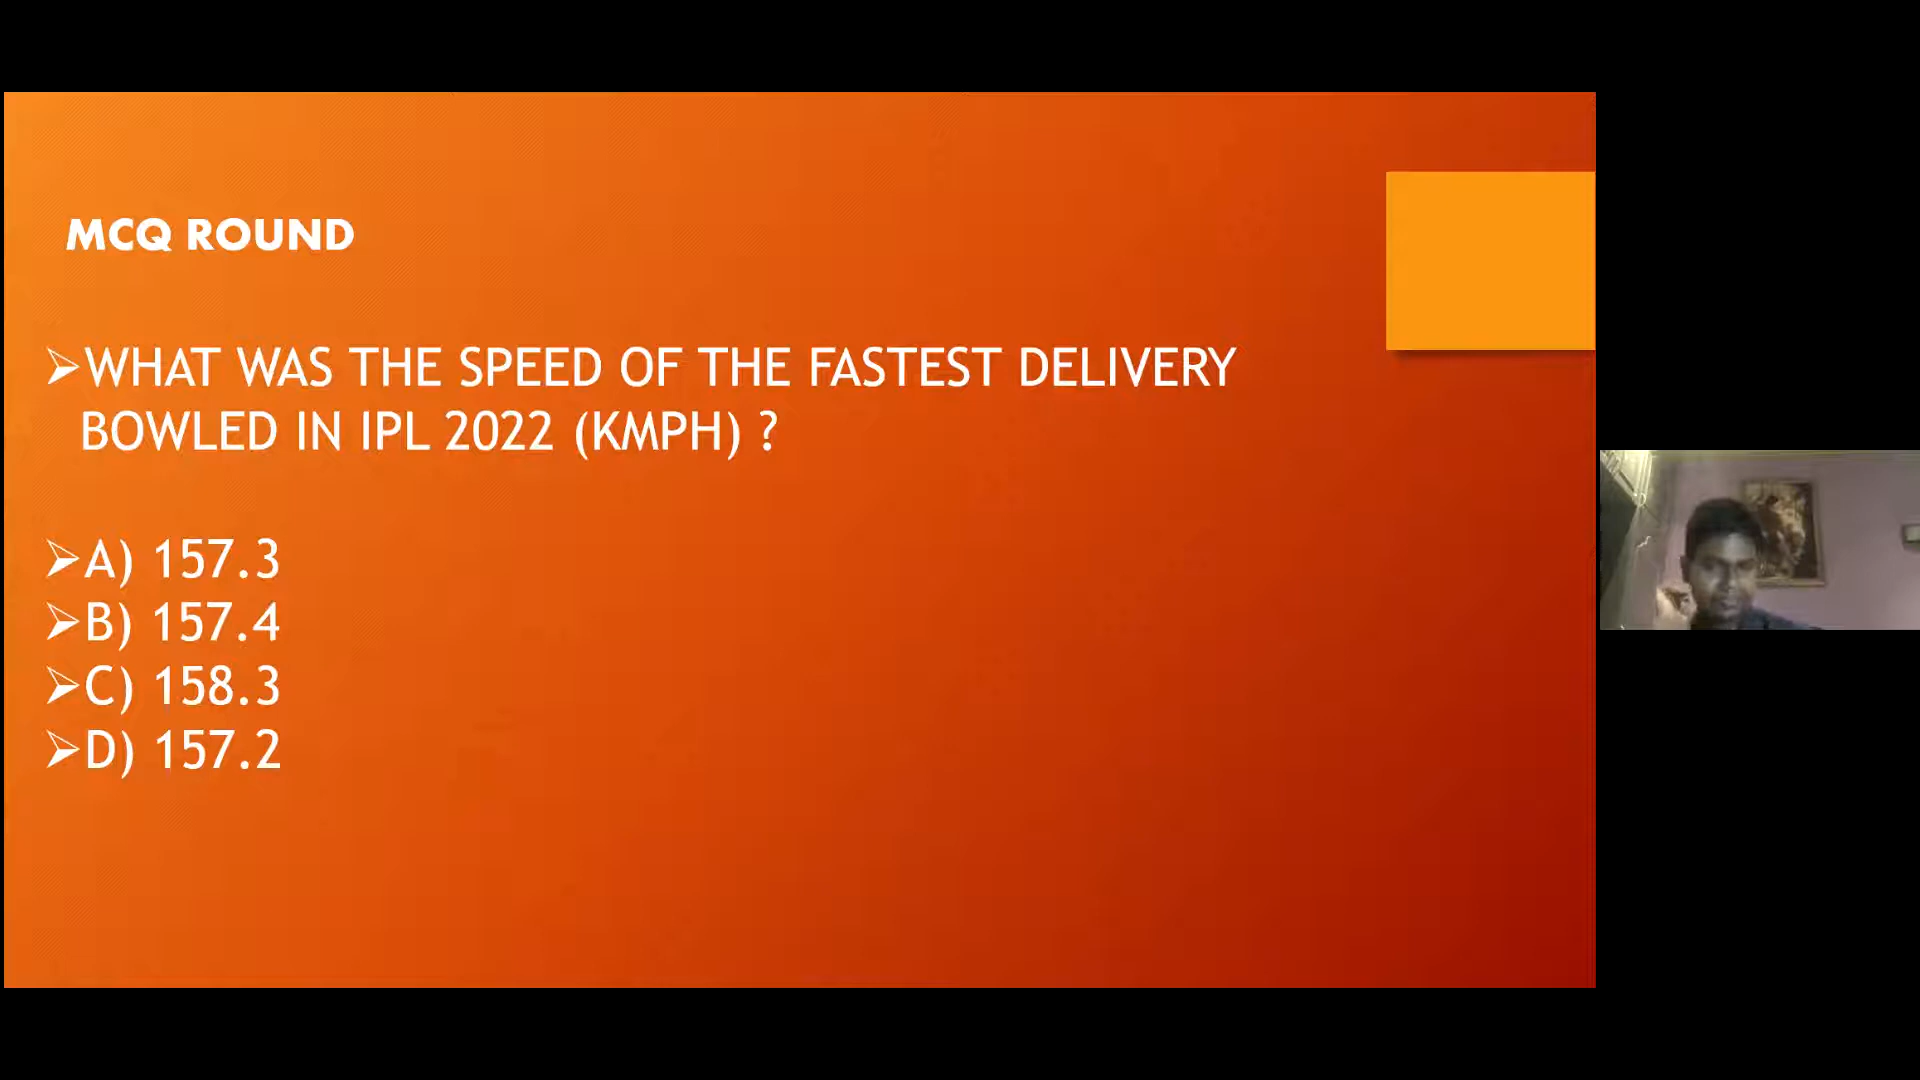 MCQ ROUND
➢WHAT WAS THE SPEED OF THE FASTEST DELIVERY
BOWLED IN IPL 2022 (KMPH) ?
➢A) 157.3
➢B) 157.4
➢C) 158.3
➢D) 157.2